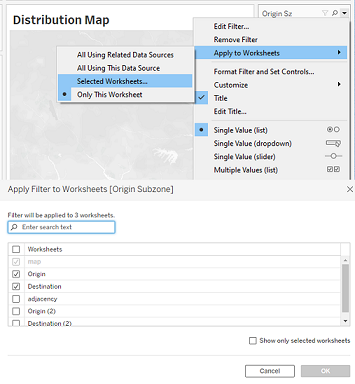 Distribution Map
Origin Sz
Edit Filter...
Remove Filter
Apply to Worksheets
All Using Related Data Sources
All Using This Data Source
Selected Worksheets...
Only This Worksheet
Format Filter and Set Controls...
Customize
Title
Edit Title...
Single Value (list)
Single Value (dropdown)
Single Value (slider)
Multiple Values (list)
Apply Filter to Worksheets [Origin Subzone]
Filter will be applied to 3 worksheets.
Enter search text
Worksheets
map
Origin
Destination
adjacency
Origin (2)
Destination (2)
Show only selected worksheets
Cancel
OK